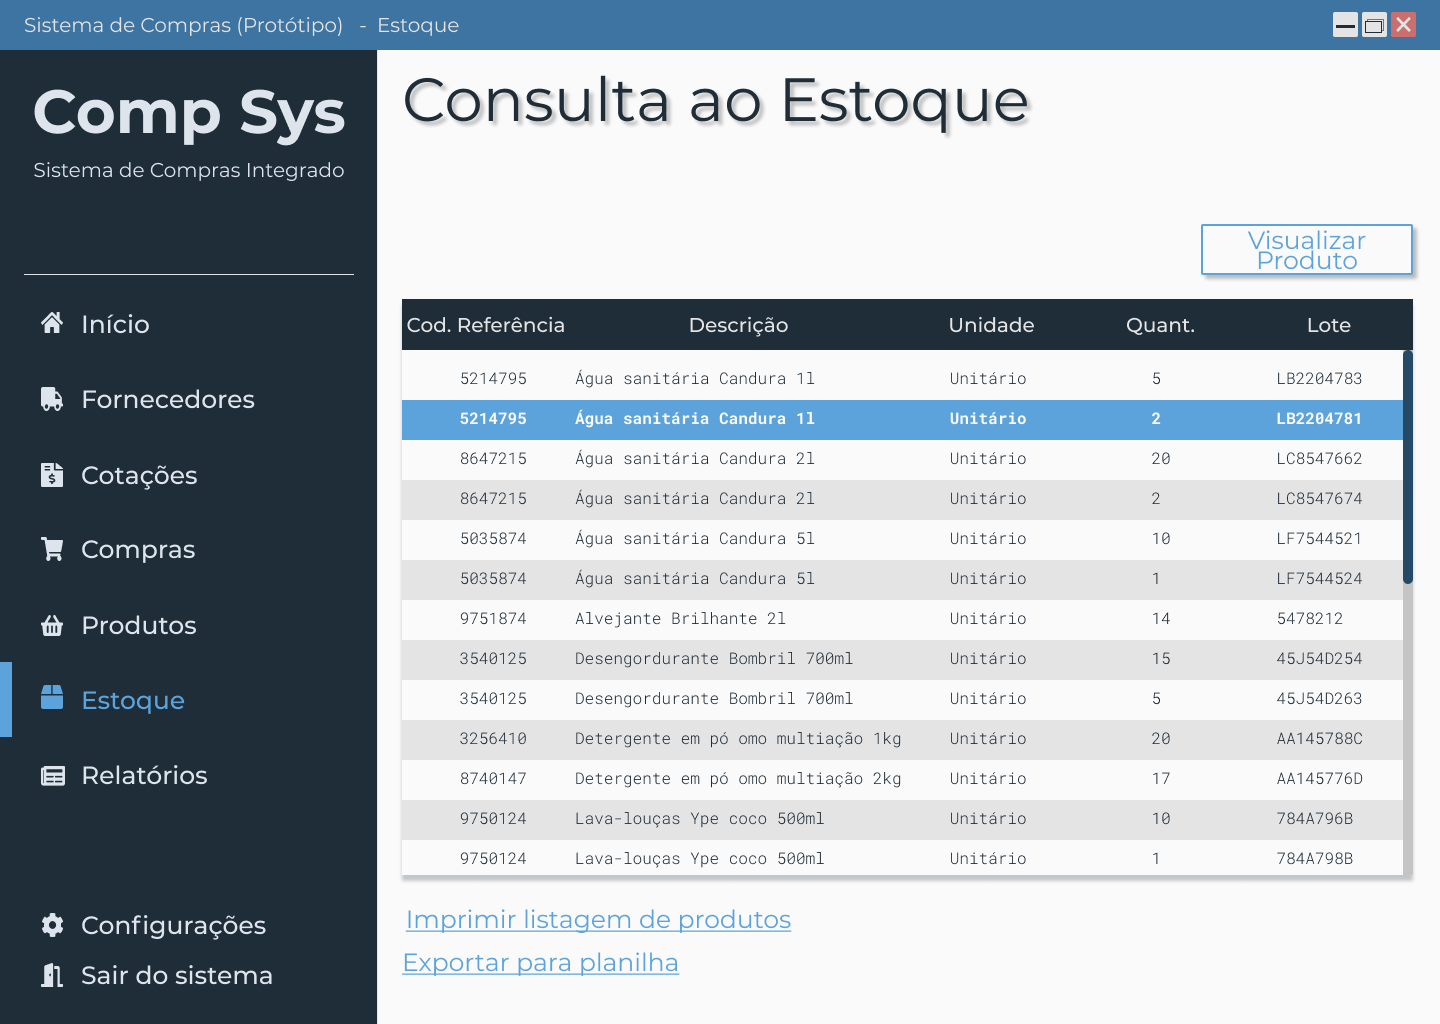 Sistema de Compras (Protótipo) - Estoque
Comp Sys
Sistema de Compras Integrado
Início
Fornecedores
Cotações
Compras
Produtos
Estoque
Relatórios
Configurações
Sair do sistema
Consulta ao Estoque
Visualizar
Produto
Cod. Referência Descrição Unidade Quant. Lote
5214795 Água sanitária Candura 1l Unitário 5 LB2204783
5214795 Água sanitária Candura 1l Unitário 2 LB2204781
8647215 Água sanitária Candura 2l Unitário 20 LC8547662
8647215 Água sanitária Candura 2l Unitário 2 LC8547674
5035874 Água sanitária Candura 5l Unitário 10 LF7544521
5035874 Água sanitária Candura 5l Unitário 1 LF7544524
9751874 Alvejante Brilhante 2l Unitário 14 5478212
3540125 Desengordurante Bombril 700ml Unitário 15 45J54D254
3540125 Desengordurante Bombril 700ml Unitário 5 45J54D263
3256410 Detergente em pó omo multiação 1kg Unitário 20 AA145788C
8740147 Detergente em pó omo multiação 2kg Unitário 17 AA145776D
9750124 Lava-louças Ype coco 500ml Unitário 10 784A796B
9750124 Lava-louças Ype coco 500ml Unitário 1 784A798B
Imprimir listagem de produtos
Exportar para planilha